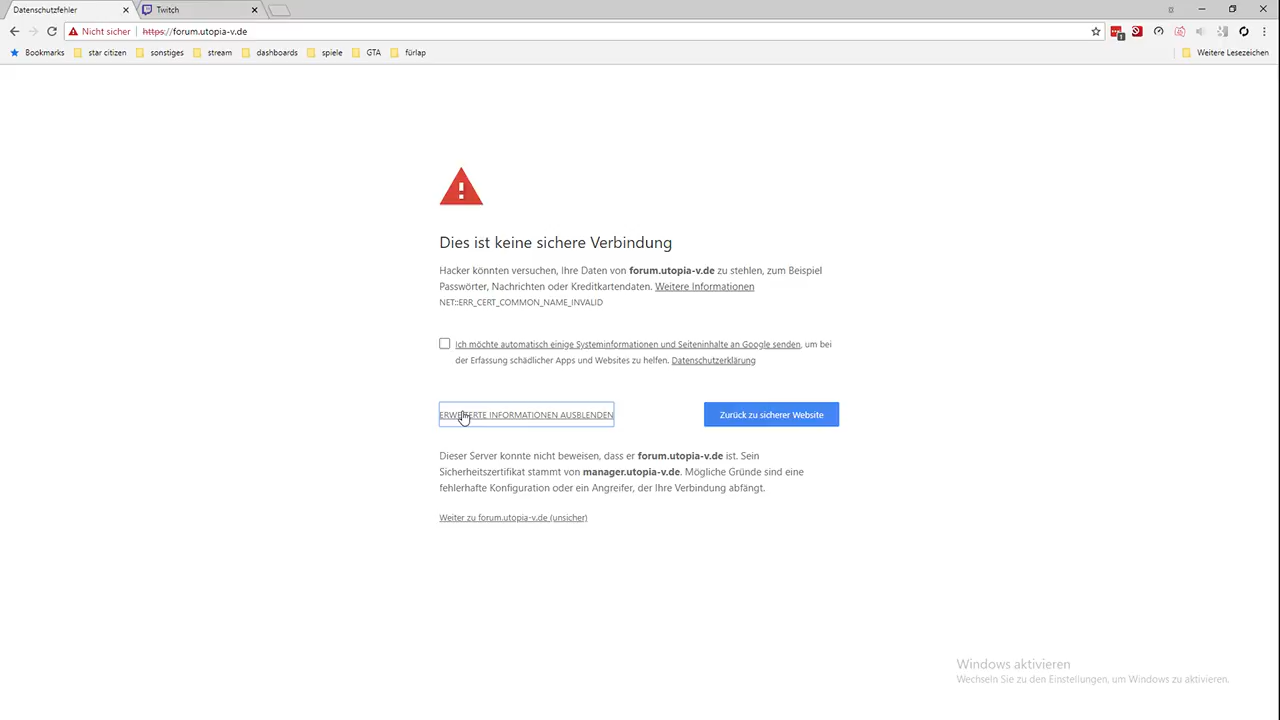 Datenschutzfehler
Twitch
Nicht sicher
https://forum.utopia-v.de
Bookmarks
star citizen
sonstiges
stream
dashboards
spiele
GTA
fürlap
Weitere Lesezeichen
Dies ist keine sichere Verbindung
Hacker könnten versuchen, Ihre Daten von forum.utopia-v.de zu stehlen, zum Beispiel
Passwörter, Nachrichten oder Kreditkartendaten. Weitere Informationen
NET::ERR_CERT_COMMON_NAME_INVALID
Ich möchte automatisch einige Systeminformationen und Seiteninhalte an Google senden, um bei
der Erfassung schädlicher Apps und Websites zu helfen. Datenschutzerklärung
ERWEITERTE INFORMATIONEN AUSBLENDEN
Zurück zu sicherer Website
Dieser Server konnte nicht beweisen, dass er forum.utopia-v.de ist. Sein
Sicherheitszertifikat stammt von manager.utopia-v.de. Mögliche Gründe sind eine
fehlerhafte Konfiguration oder ein Angreifer, der Ihre Verbindung abfängt.
Weiter zu forum.utopia-v.de (unsicher)
Windows aktivieren
Wechseln Sie zu den Einstellungen, um Windows zu aktivieren.